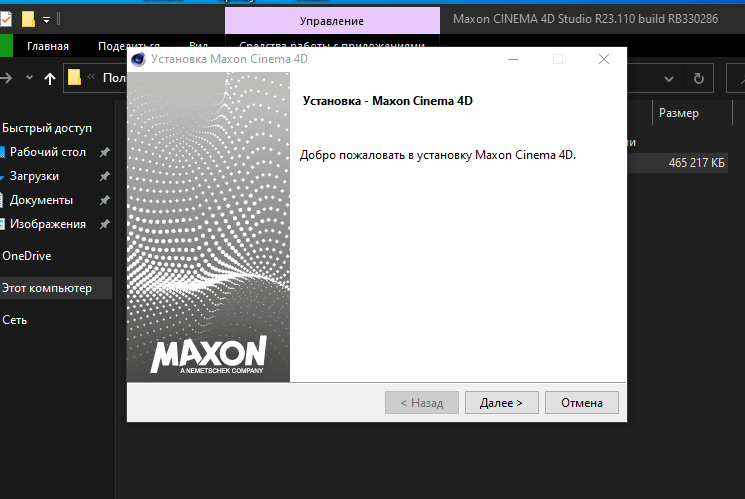 Управление
Maxon CINEMA 4D Studio R23.110 build RB330286
Главная
Поделиться
Вид
Средства работы с приложениями
Установка Maxon Cinema 4D
Пол
Размер
Установка - Maxon Cinema 4D
Быстрый доступ
Рабочий стол
Добро пожаловать в установку Maxon Cinema 4D.
465 217 КБ
Загрузки
Документы
Изображения
OneDrive
Этот компьютер
Сеть
MAXON
A NEMETSCHEK COMPANY
< Назад
Далее >
Отмена